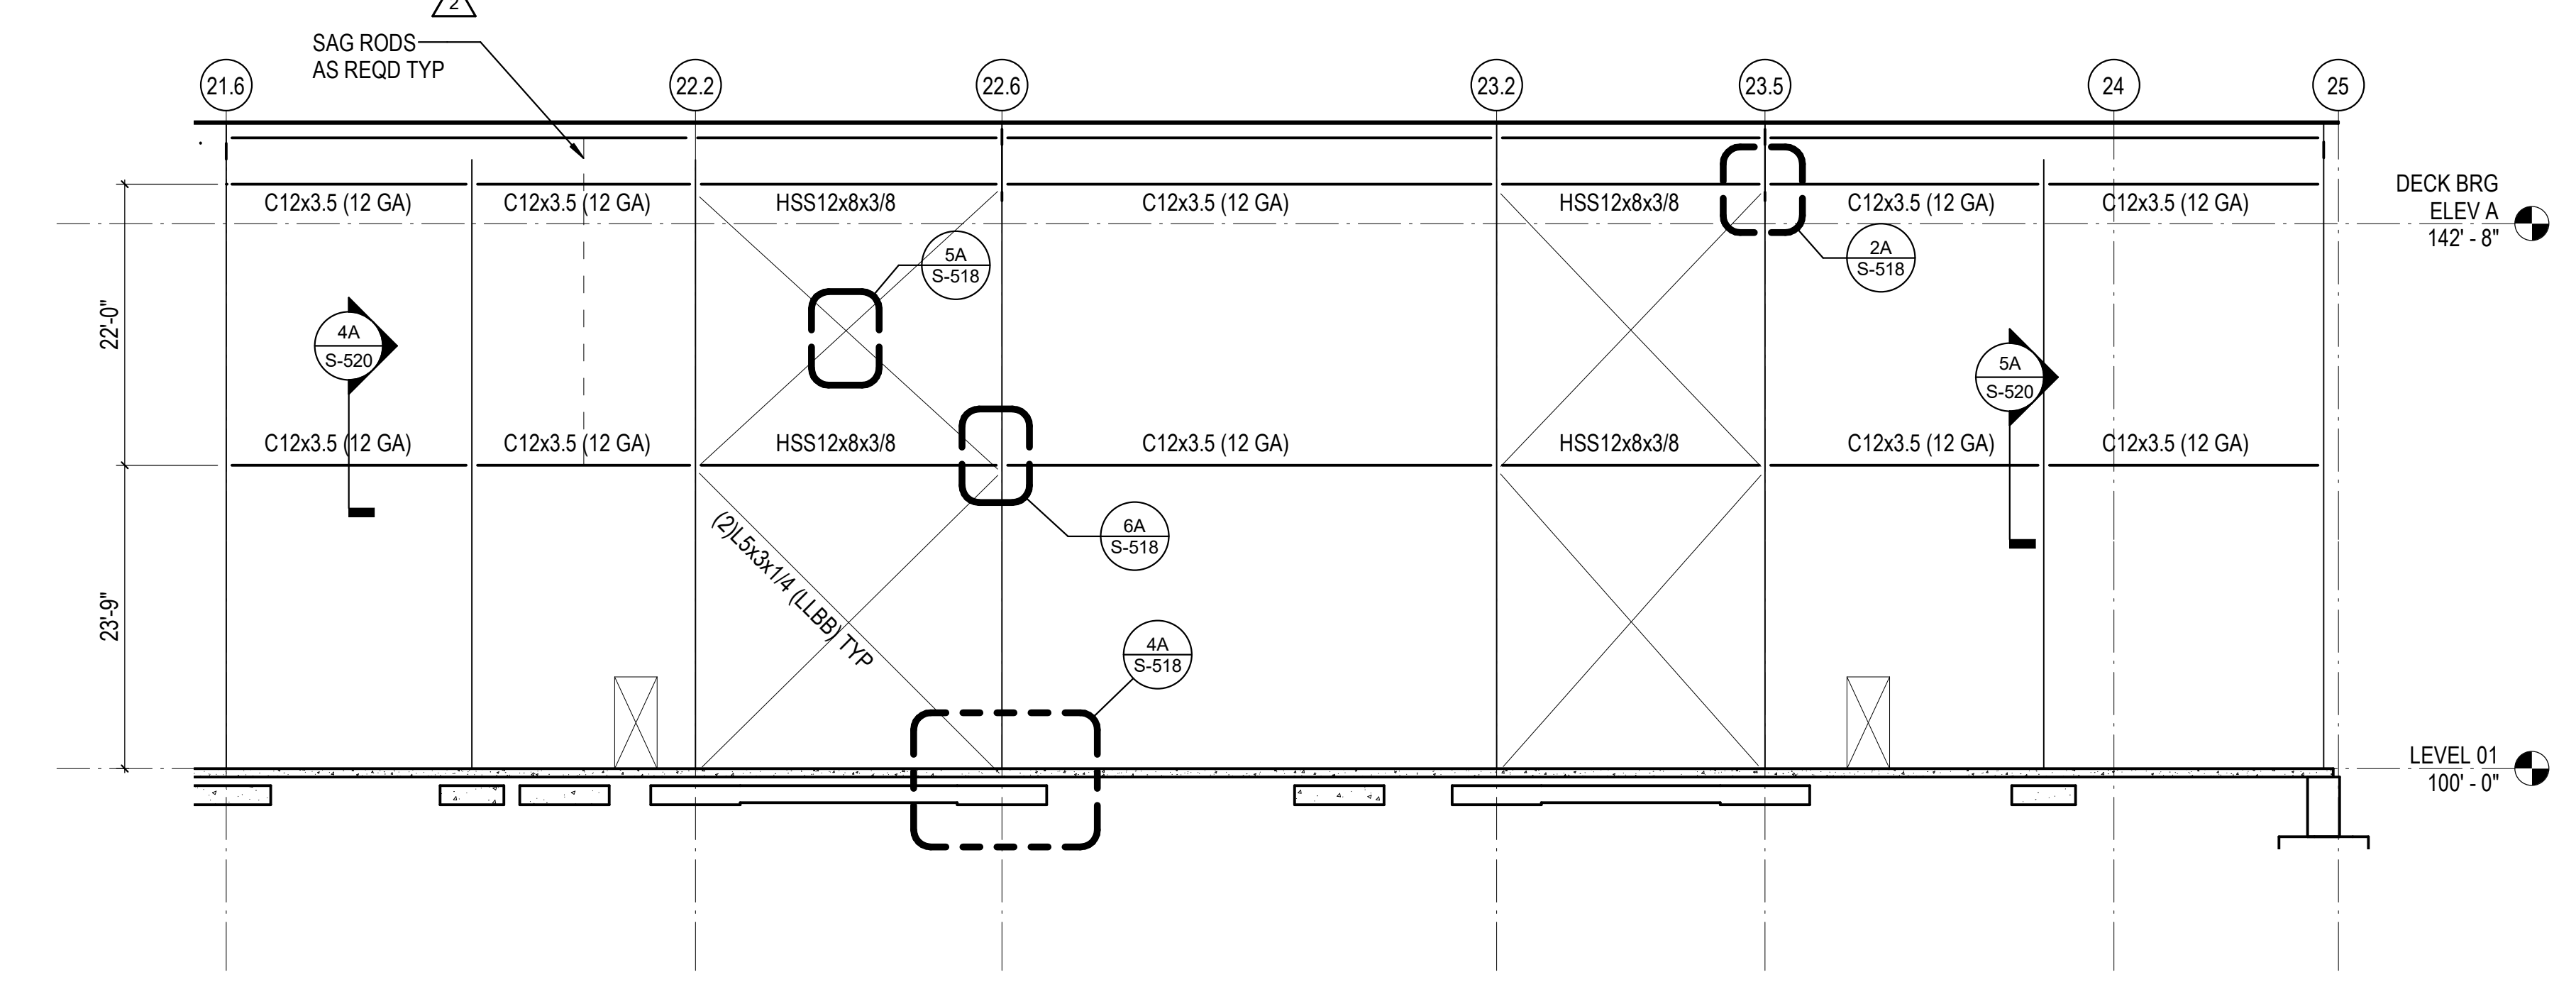 2
SAG RODS
AS REQD TYP
21.6
22.2
22.6
23.2
23.5
24
25
C12x3.5 (12 GA)
C12x3.5 (12 GA)
HSS12x8x3/8
C12x3.5 (12 GA)
HSS12x8x3/8
C12x3.5 (12 GA)
C12x3.5 (12 GA)
DECK BRG
ELEV A
142' - 8"
5A
S-518
2A
S-518
22'-0"
4A
S-520
5A
S-520
C12x3.5 (12 GA)
C12x3.5 (12 GA)
HSS12x8x3/8
C12x3.5 (12 GA)
HSS12x8x3/8
C12x3.5 (12 GA)
C12x3.5 (12 GA)
6A
S-518
(2)L5x3x1/4 (LLBB) TYP
23'-9"
4A
S-518
LEVEL 01
100' - 0"